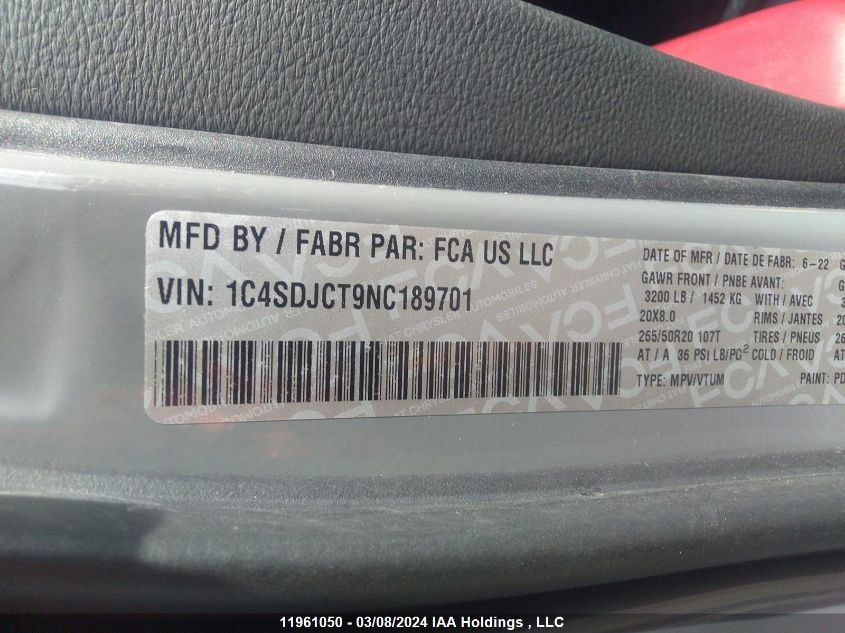 MFD BY / FABR PAR: FCA US LLC
VIN: 1C4SDJCT9NC189701
DATE OF MFR / DATE DE FABR: 6-22
GAWR FRONT / PNBE AVANT:
3200 LB / 1452 KG WITH / AVEC
20X8.0 RIMS / JANTES
265/50R20 107T TIRES / PNEUS
AT / A 36 PSI LB/PG² COLD / FROID
TYPE: MPV/VTUM PAINT: PD
11961050 - 03/08/2024 IAA Holdings , LLC